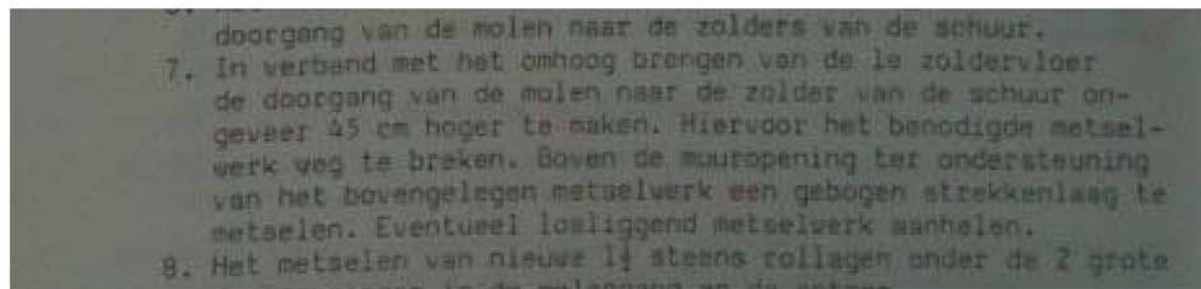 doorgang van de molen naar de zolders van de schuur.
7. In verband met het omhoog brengen van de 1e zoldervloer
de doorgang van de molen naar de zolder van de schuur on-
geveer 45 cm hoger te maken. Hiervoor het benodigde metsel-
werk weg te breken. Boven de muuropening ter ondersteuning
van het bovengelegen metselwerk een gebogen strekkenlaag te
metselen. Eventueel losliggend metselwerk aanhelen.
8. Het metselen van nieuwe 1½ steens rollagen onder de 2 grote